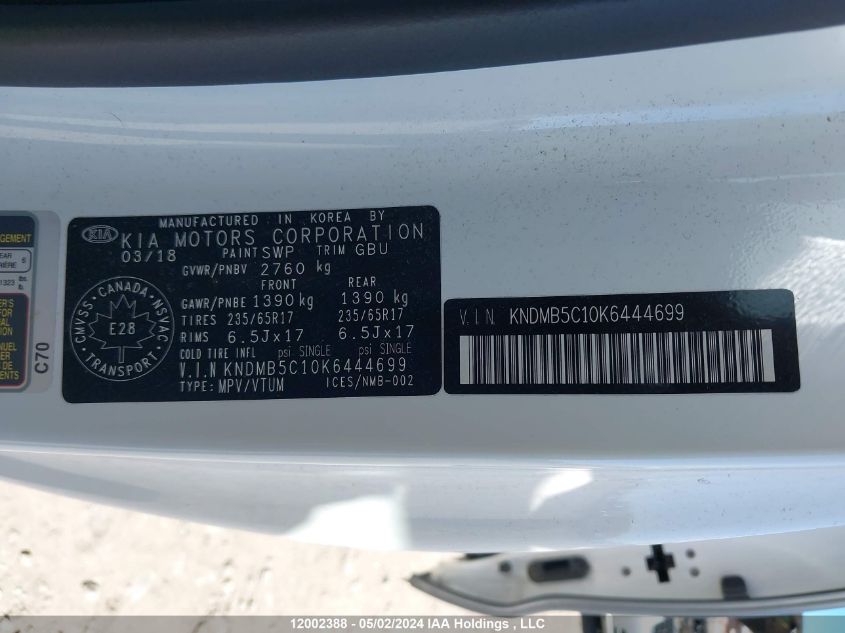 MANUFACTURED IN KOREA BY
KIA KIA MOTORS CORPORATION
03/18 PAINT SWP TRIM GBU
GVWR/PNBV 2760 kg
FRONT REAR
GAWR/PNBE 1390 kg 1390 kg
TIRES 235/65R17 235/65R17
RIMS 6.5Jx17 6.5Jx17
COLD TIRE INFL psi SINGLE psi SINGLE
V.I.N KNDMB5C10K6444699
TYPE: MPV/VTUM ICES/NMB-002
CMVSS CANADA NSVAC
E28
TRANSPORT
V.I.N. KNDMB5C10K6444699
C70
12002388 - 05/02/2024 IAA Holdings , LLC